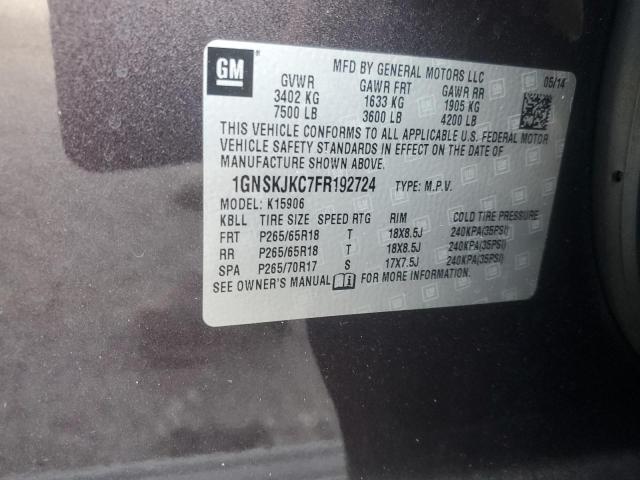 GM
MFD BY GENERAL MOTORS LLC
05/14
GVWR GAWR FRT GAWR RR
3402 KG 1633 KG 1905 KG
7500 LB 3600 LB 4200 LB
THIS VEHICLE CONFORMS TO ALL APPLICABLE U.S. FEDERAL MOTOR
VEHICLE SAFETY STANDARDS IN EFFECT ON THE DATE OF
MANUFACTURE SHOWN ABOVE.
1GNSKJKC7FR192724 TYPE: M.P.V.
MODEL: K15906
KBLL TIRE SIZE SPEED RTG RIM COLD TIRE PRESSURE
FRT P265/65R18 T 18X8.5J 240KPA(35PSI)
RR P265/65R18 T 18X8.5J 240KPA(35PSI)
SPA P265/70R17 S 17X7.5J 240KPA(35PSI)
SEE OWNER'S MANUAL FOR MORE INFORMATION.